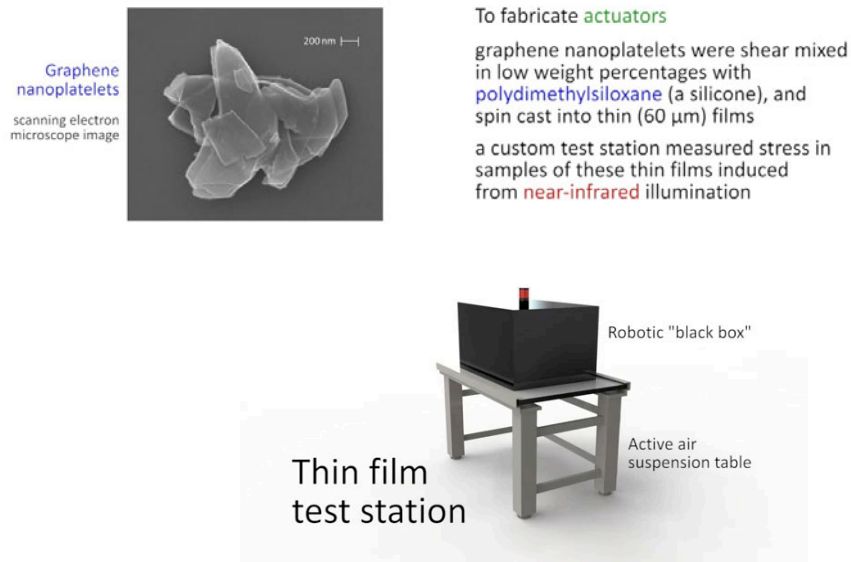 Graphene
nanoplatelets
scanning electron
microscope image
200 nm
To fabricate actuators
graphene nanoplatelets were shear mixed
in low weight percentages with
polydimethylsiloxane (a silicone), and
spin cast into thin (60 µm) films
a custom test station measured stress in
samples of these thin films induced
from near-infrared illumination
Robotic "black box"
Active air
suspension table
Thin film
test station